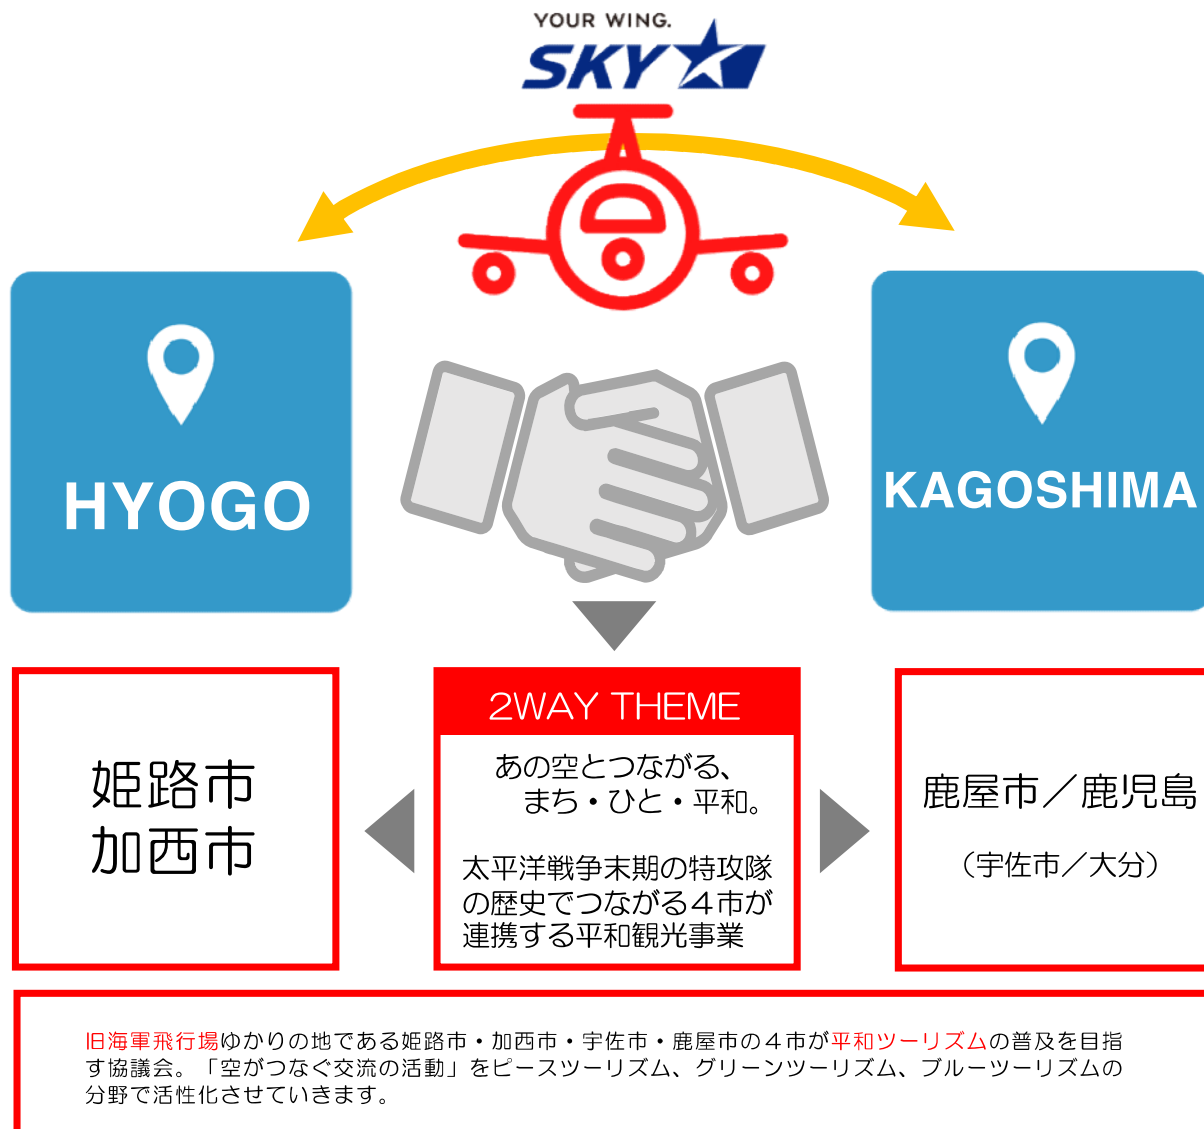 YOUR WING.
SKY
HYOGO
KAGOSHIMA
姫路市
加西市
2WAY THEME
あの空とつながる、
まち・ひと・平和。
太平洋戦争末期の特攻隊
の歴史でつながる４市が
連携する平和観光事業
鹿屋市／鹿児島
（宇佐市／大分）
旧海軍飛行場ゆかりの地である姫路市・加西市・宇佐市・鹿屋市の４市が平和ツーリズムの普及を目指
す協議会。「空がつなぐ交流の活動」をピースツーリズム、グリーンツーリズム、ブルーツーリズムの
分野で活性化させていきます。